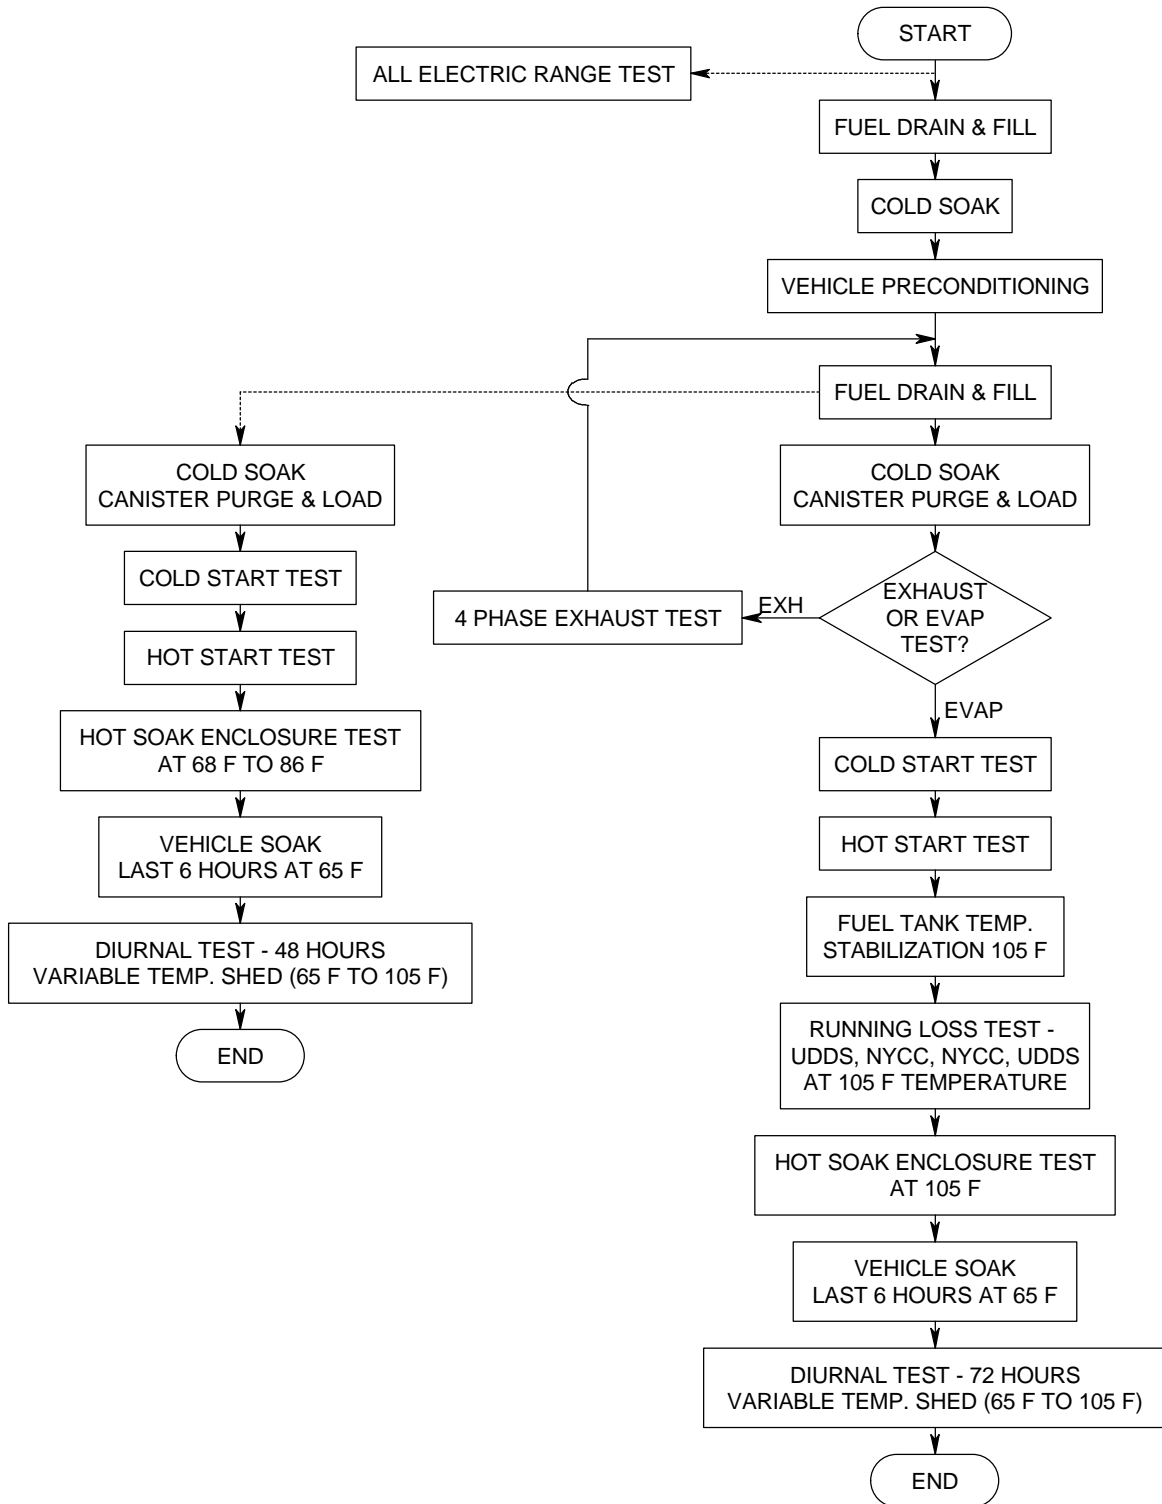 START
ALL ELECTRIC RANGE TEST
FUEL DRAIN & FILL
COLD SOAK
VEHICLE PRECONDITIONING
FUEL DRAIN & FILL
COLD SOAK
CANISTER PURGE & LOAD
EXHAUST
OR EVAP
TEST?
EXH
4 PHASE EXHAUST TEST
EVAP
COLD START TEST
HOT START TEST
FUEL TANK TEMP.
STABILIZATION 105 F
RUNNING LOSS TEST -
UDDS, NYCC, NYCC, UDDS
AT 105 F TEMPERATURE
HOT SOAK ENCLOSURE TEST
AT 105 F
VEHICLE SOAK
LAST 6 HOURS AT 65 F
DIURNAL TEST - 72 HOURS
VARIABLE TEMP. SHED (65 F TO 105 F)
END
COLD SOAK
CANISTER PURGE & LOAD
COLD START TEST
HOT START TEST
HOT SOAK ENCLOSURE TEST
AT 68 F TO 86 F
VEHICLE SOAK
LAST 6 HOURS AT 65 F
DIURNAL TEST - 48 HOURS
VARIABLE TEMP. SHED (65 F TO 105 F)
END